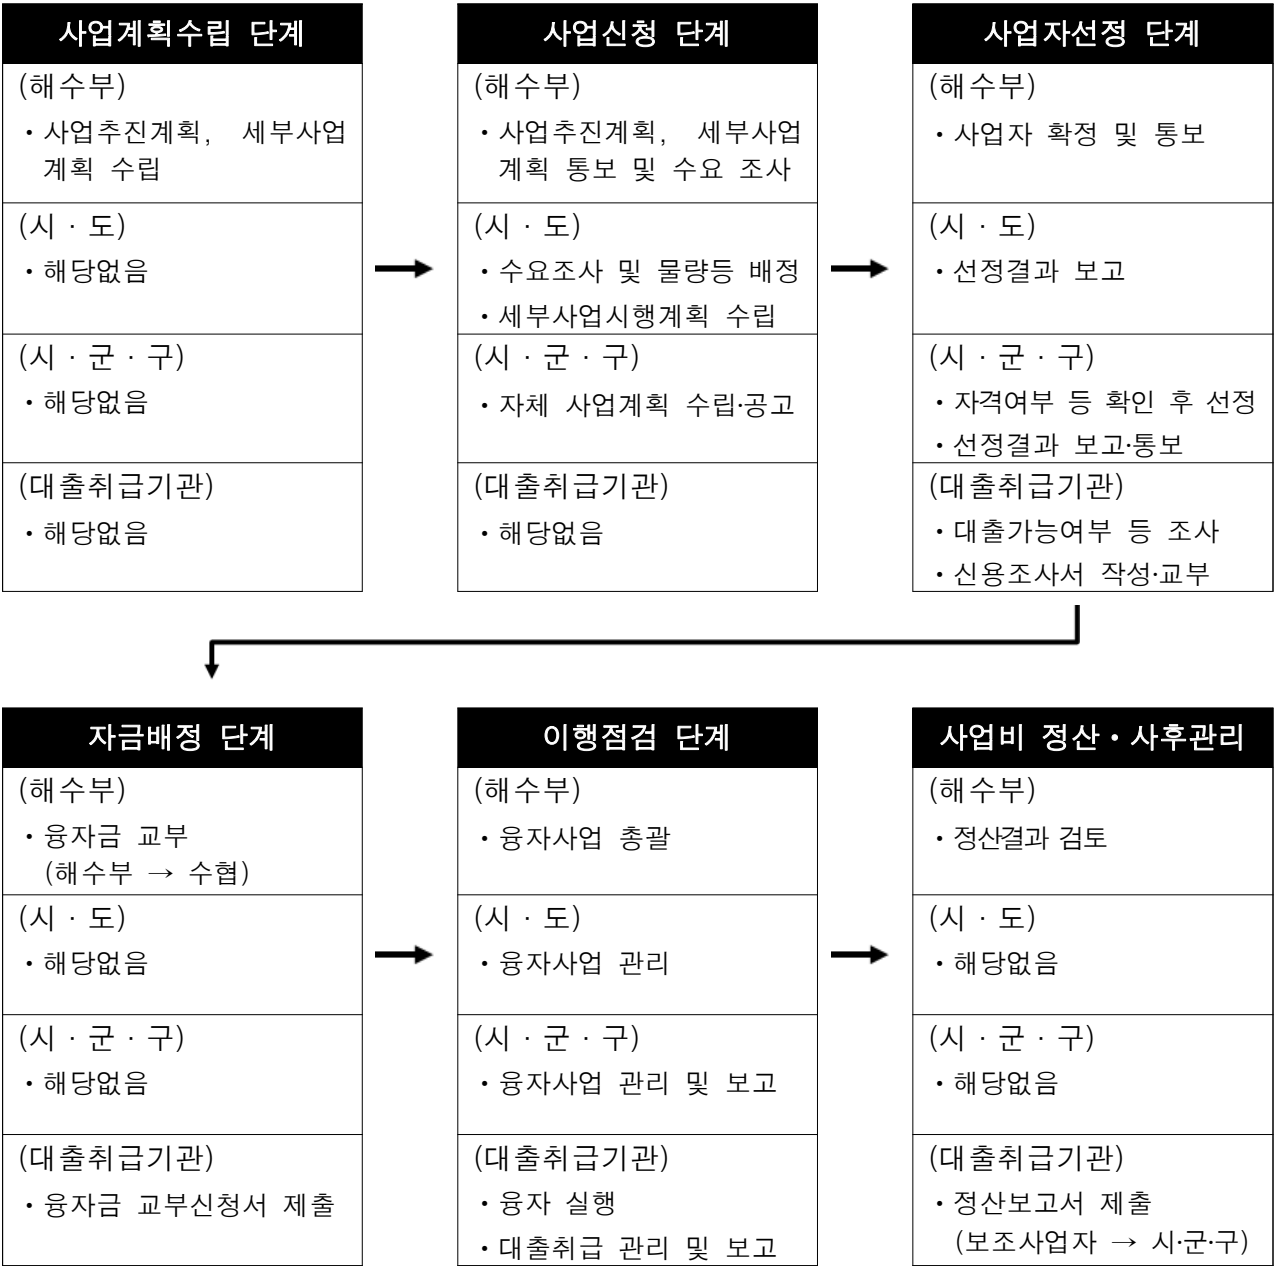 사업계획수립 단계
(해수부)
· 사업추진계획, 세부사업
계획 수립
(시 · 도)
· 해당없음
(시 · 군 · 구)
· 해당없음
(대출취급기관)
· 해당없음
사업신청 단계
(해수부)
· 사업추진계획, 세부사업
계획 통보 및 수요 조사
(시 · 도)
· 수요조사 및 물량등 배정
· 세부사업시행계획 수립
(시 · 군 · 구)
· 자체 사업계획 수립·공고
(대출취급기관)
· 해당없음
사업자선정 단계
(해수부)
· 사업자 확정 및 통보
(시 · 도)
· 선정결과 보고
(시 · 군 · 구)
· 자격여부 등 확인 후 선정
· 선정결과 보고·통보
(대출취급기관)
· 대출가능여부 등 조사
· 신용조사서 작성·교부
자금배정 단계
(해수부)
· 융자금 교부
(해수부 → 수협)
(시 · 도)
· 해당없음
(시 · 군 · 구)
· 해당없음
(대출취급기관)
· 융자금 교부신청서 제출
이행점검 단계
(해수부)
· 융자사업 총괄
(시 · 도)
· 융자사업 관리
(시 · 군 · 구)
· 융자사업 관리 및 보고
(대출취급기관)
· 융자 실행
· 대출취급 관리 및 보고
사업비 정산 · 사후관리
(해수부)
· 정산결과 검토
(시 · 도)
· 해당없음
(시 · 군 · 구)
· 해당없음
(대출취급기관)
· 정산보고서 제출
(보조사업자 → 시·군·구)